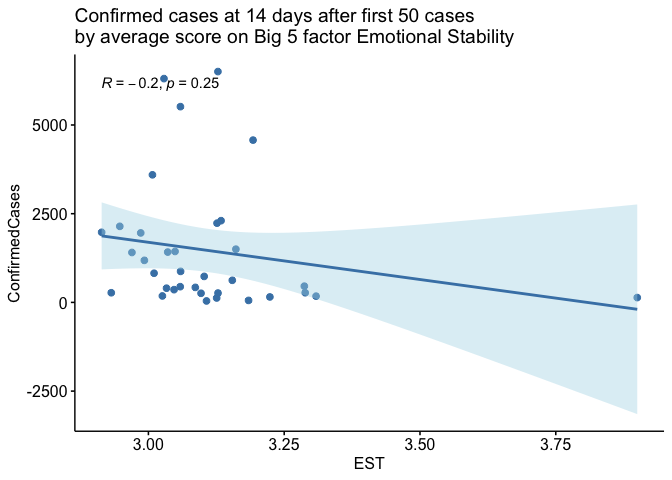 Confirmed cases at 14 days after first 50 cases
by average score on Big 5 factor Emotional Stability
R = −0.2, p = 0.25
5000
2500
0
-2500
ConfirmedCases
3.00 3.25 3.50 3.75
EST